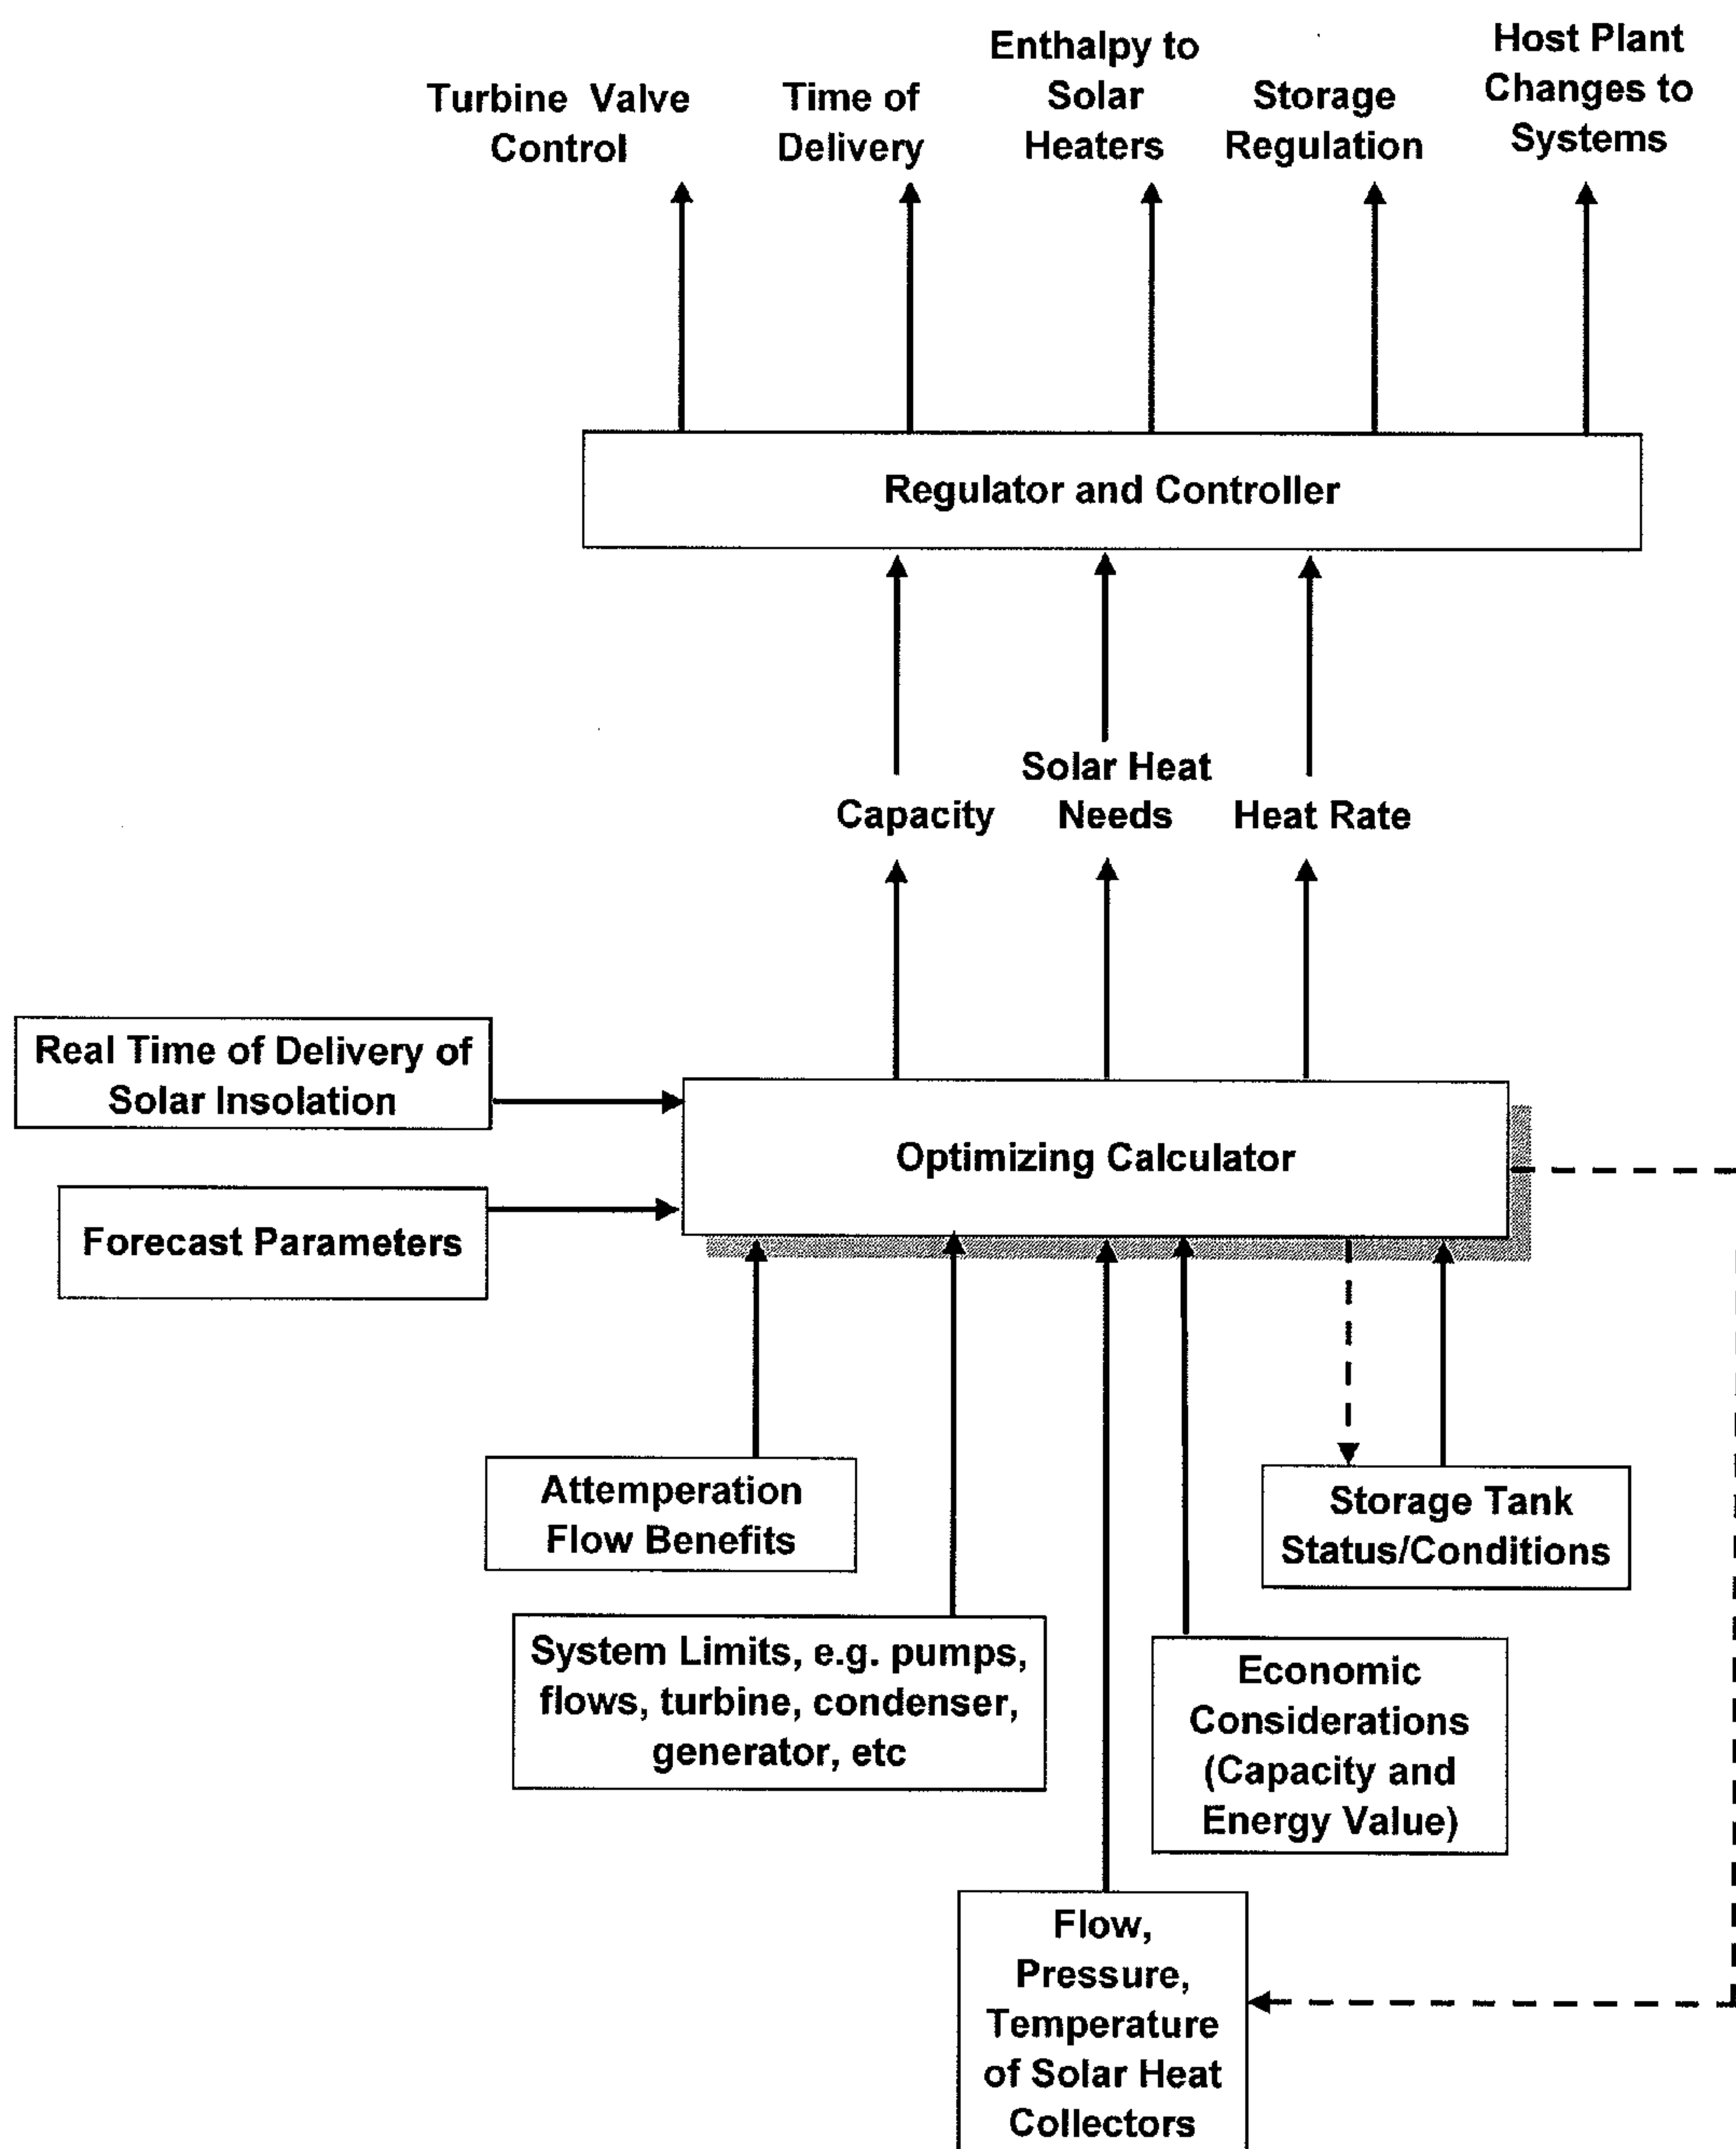 Turbine Valve
Control
Time of
Delivery
Enthalpy to
Solar
Heaters
Storage
Regulation
Host Plant
Changes to
Systems
Regulator and Controller
Capacity
Solar Heat
Needs
Heat Rate
Real Time of Delivery of
Solar Insolation
Optimizing Calculator
Forecast Parameters
Attemperation
Flow Benefits
Storage Tank
Status/Conditions
System Limits, e.g. pumps,
flows, turbine, condenser,
generator, etc
Economic
Considerations
(Capacity and
Energy Value)
Flow,
Pressure,
Temperature
of Solar Heat
Collectors